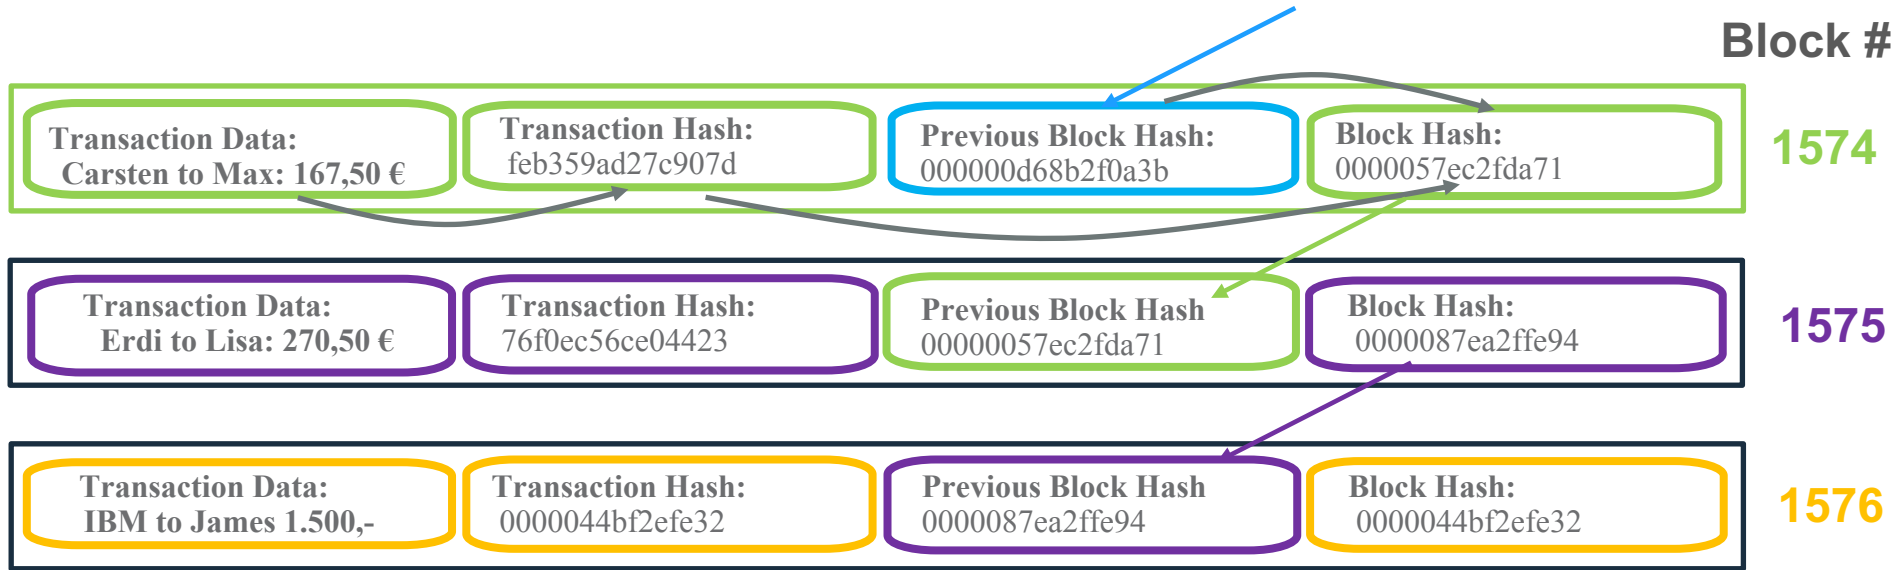 Block #
Transaction Data:
Carsten to Max: 167,50 €
Transaction Hash:
feb359ad27c907d
Previous Block Hash:
000000d68b2f0a3b
Block Hash:
0000057ec2fda71
1574
Transaction Data:
Erdi to Lisa: 270,50 €
Transaction Hash:
76f0ec56ce04423
Previous Block Hash
00000057ec2fda71
Block Hash:
0000087ea2ffe94
1575
Transaction Data:
IBM to James 1.500,-
Transaction Hash:
0000044bf2efe32
Previous Block Hash
0000087ea2ffe94
Block Hash:
0000044bf2efe32
1576